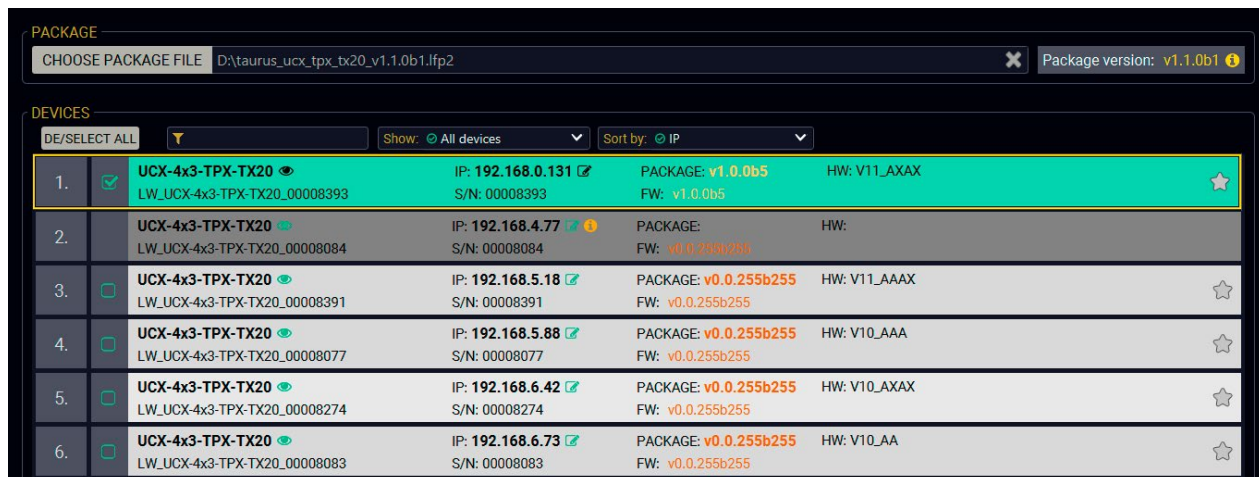 PACKAGE
CHOOSE PACKAGE FILE D:\taurus_ucx_tpx_tx20_v1.1.0b1.lfp2 Package version: v1.1.0b1
DEVICES
DE/SELECT ALL Show: All devices Sort by: IP
1. UCX-4x3-TPX-TX20 IP: 192.168.0.131 PACKAGE: v1.0.0b5 HW: V11_AXAX
LW_UCX-4x3-TPX-TX20_00008393 S/N: 00008393 FW: v1.0.0b5
2. UCX-4x3-TPX-TX20 IP: 192.168.4.77 PACKAGE: HW:
LW_UCX-4x3-TPX-TX20_00008084 S/N: 00008084 FW: v0.0.255b255
3. UCX-4x3-TPX-TX20 IP: 192.168.5.18 PACKAGE: v0.0.255b255 HW: V11_AAAX
LW_UCX-4x3-TPX-TX20_00008391 S/N: 00008391 FW: v0.0.255b255
4. UCX-4x3-TPX-TX20 IP: 192.168.5.88 PACKAGE: v0.0.255b255 HW: V10_AAA
LW_UCX-4x3-TPX-TX20_00008077 S/N: 00008077 FW: v0.0.255b255
5. UCX-4x3-TPX-TX20 IP: 192.168.6.42 PACKAGE: v0.0.255b255 HW: V10_AXAX
LW_UCX-4x3-TPX-TX20_00008274 S/N: 00008274 FW: v0.0.255b255
6. UCX-4x3-TPX-TX20 IP: 192.168.6.73 PACKAGE: v0.0.255b255 HW: V10_AA
LW_UCX-4x3-TPX-TX20_00008083 S/N: 00008083 FW: v0.0.255b255